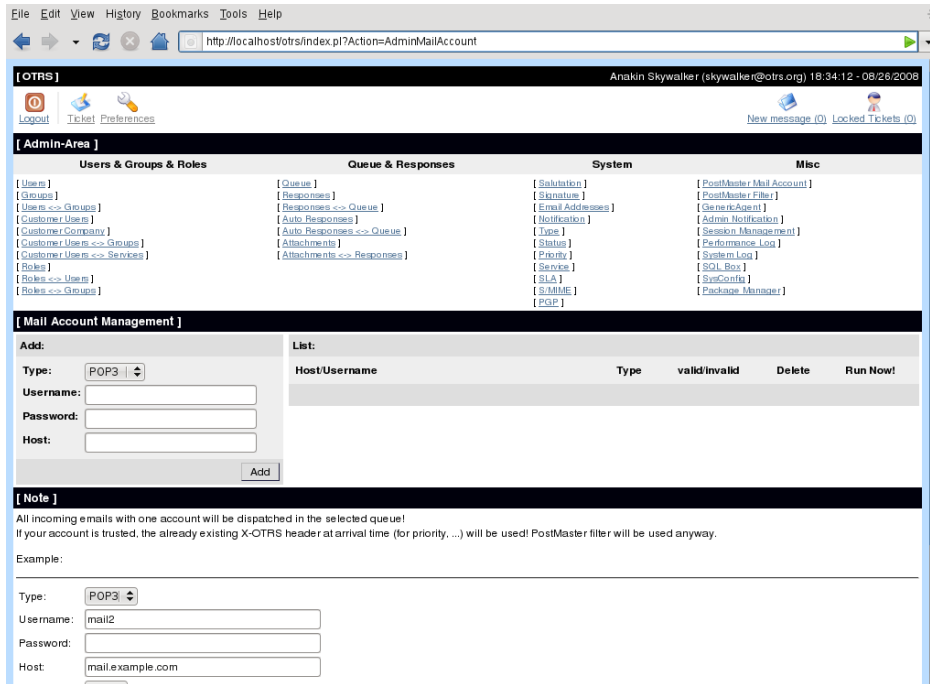 File Edit View History Bookmarks Tools Help
http://localhost/otrs/index.pl?Action=AdminMailAccount
[ OTRS ] Anakin Skywalker (skywalker@otrs.org) 18:34:12 - 08/26/2008
Logout Ticket Preferences New message (0) Locked Tickets (0)
[ Admin-Area ]
Users & Groups & Roles Queue & Responses System Misc
[ Users ] [ Queue ] [ Salutation ] [ PostMaster Mail Account ]
[ Groups ] [ Responses ] [ Signature ] [ PostMaster Filter ]
[ Users <-> Groups ] [ Responses <-> Queue ] [ Email Addresses ] [ GenericAgent ]
[ Customer Users ] [ Auto Responses ] [ Notification ] [ Admin Notification ]
[ Customer Company ] [ Auto Responses <-> Queue ] [ Type ] [ Session Management ]
[ Customer Users <-> Groups ] [ Attachments ] [ Status ] [ Performance Log ]
[ Customer Users <-> Services ] [ Attachments <-> Responses ] [ Priority ] [ System Log ]
[ Roles ] [ Service ] [ SQL Box ]
[ Roles <-> Users ] [ SLA ] [ SysConfig ]
[ Roles <-> Groups ] [ S/MIME ] [ Package Manager ]
[ PGP ]
[ Mail Account Management ]
Add: List:
Type: POP3 Host/Username Type valid/invalid Delete Run Now!
Username:
Password:
Host:
Add
[ Note ]
All incoming emails with one account will be dispatched in the selected queue!
If your account is trusted, the already existing X-OTRS header at arrival time (for priority, ...) will be used! PostMaster filter will be used anyway.
Example:
Type: POP3
Username: mail2
Password:
Host: mail.example.com